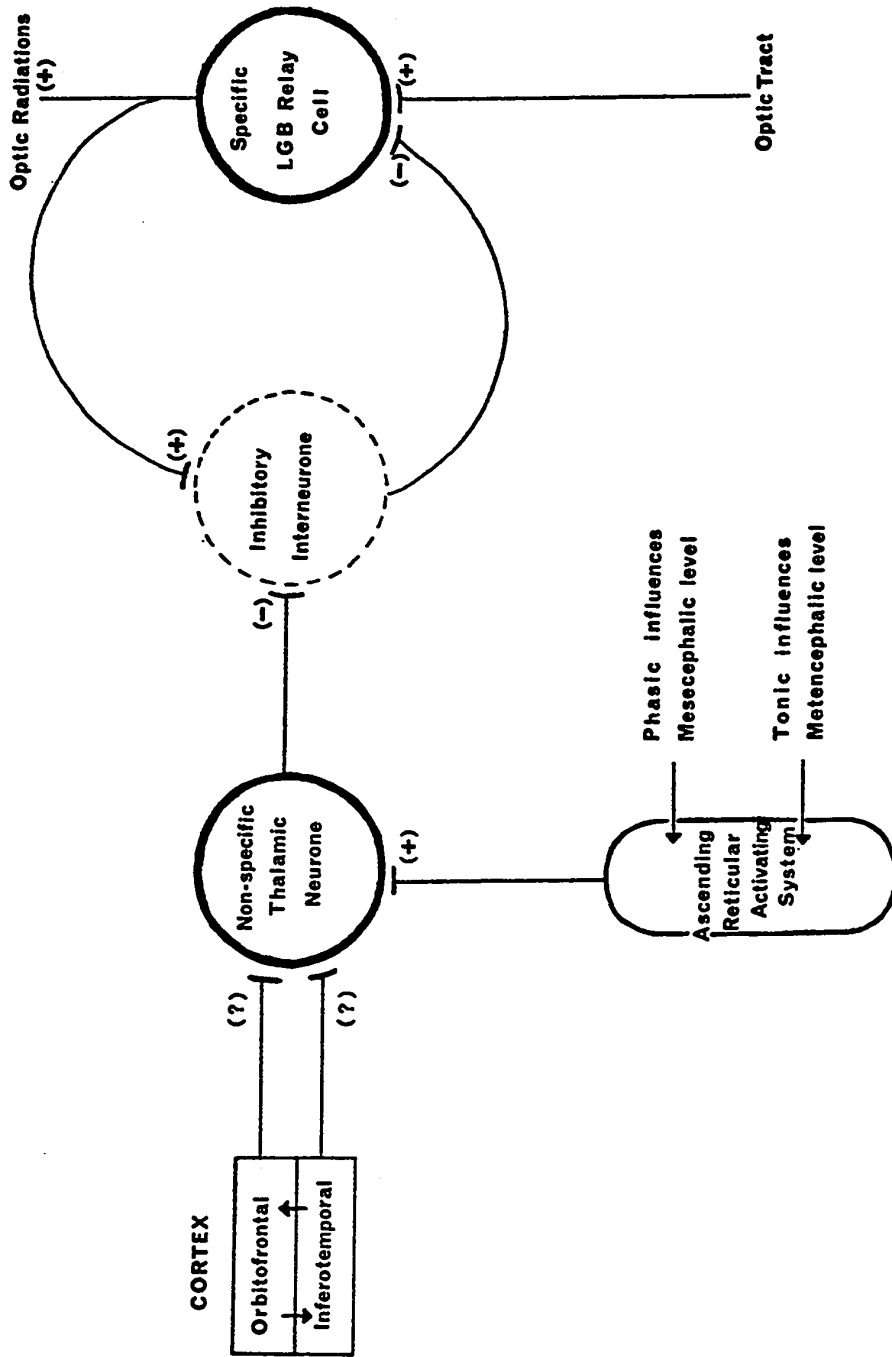 CORTEX
Orbitofrontal
Inferotemporal
(?)
(?)
Non-specific
Thalamic
Neurone
(+)
Ascending
Reticular
Activating
System
Phasic influences
Mesecephalic level
Tonic influences
Metencephalic level
(-)
Inhibitory
Interneurone
(+)
Optic Radiations
(+)
Specific
LGB Relay
Cell
(-)
(+)
Optic Tract